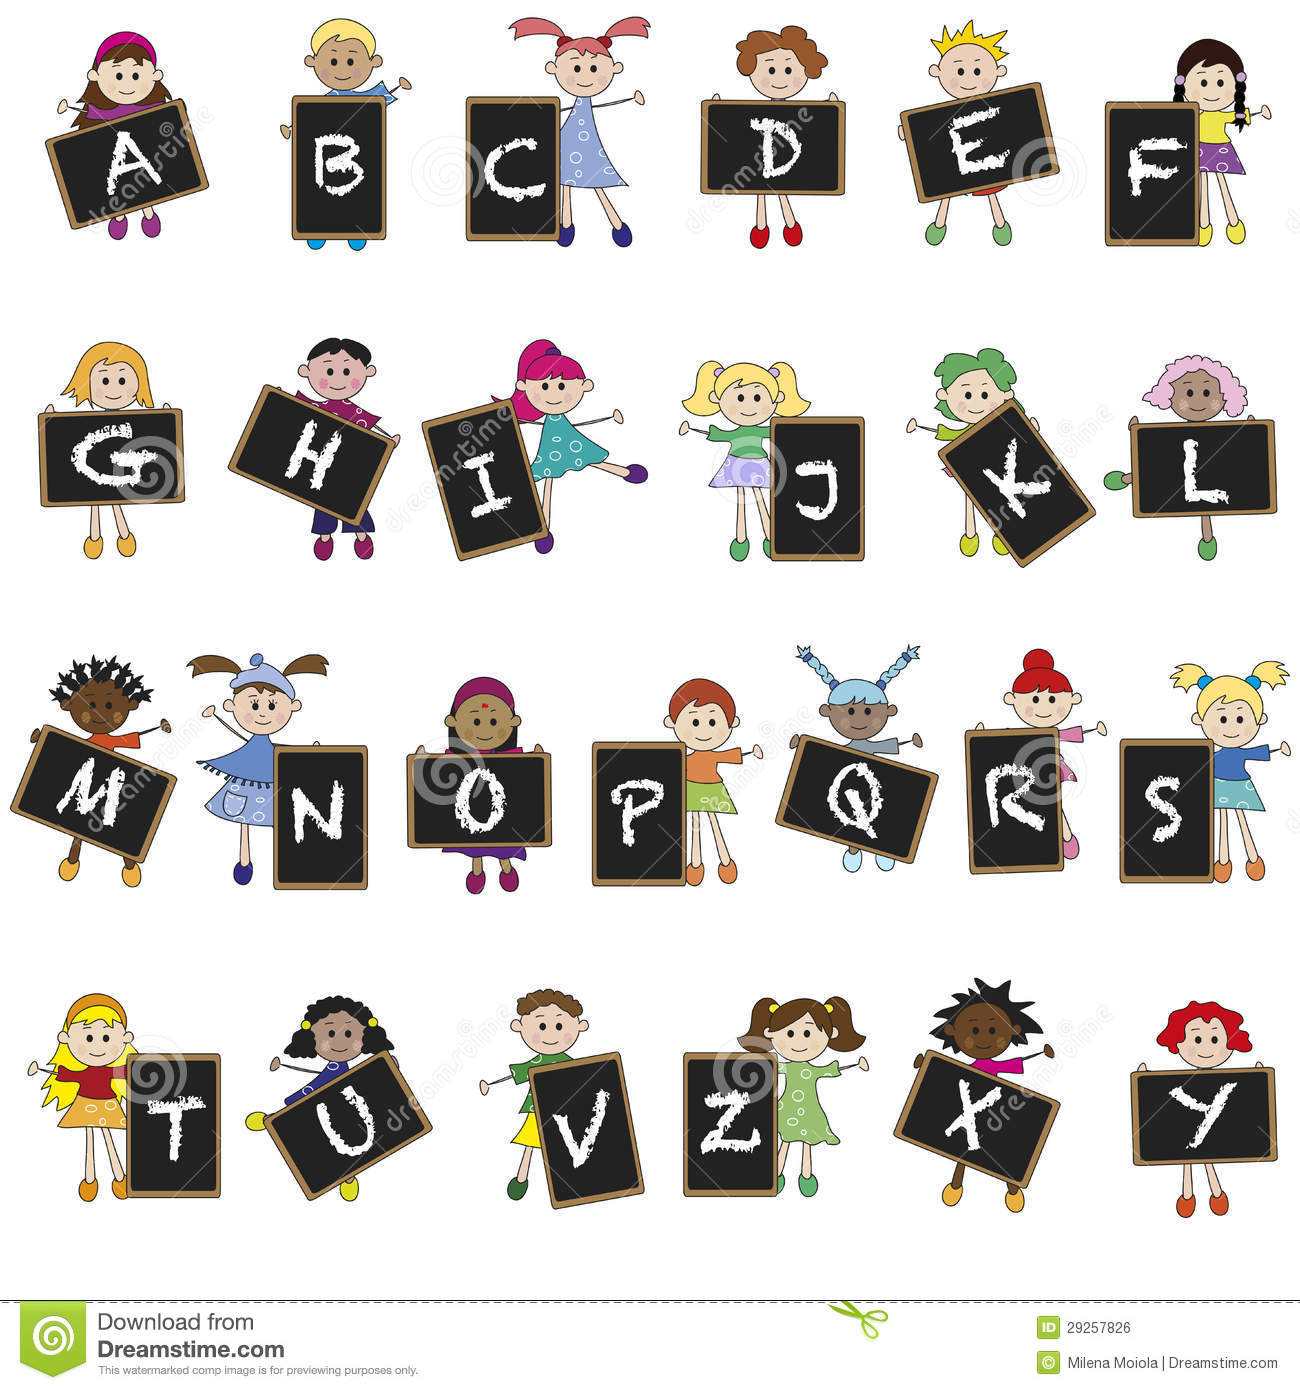 A B C D E F
G H I J K L
M N O P Q R S
T U V Z X Y
Download from
Dreamstime.com
This watermarked comp image is for previewing purposes only.
ID 29257826
© Milena Moiola | Dreamstime.com